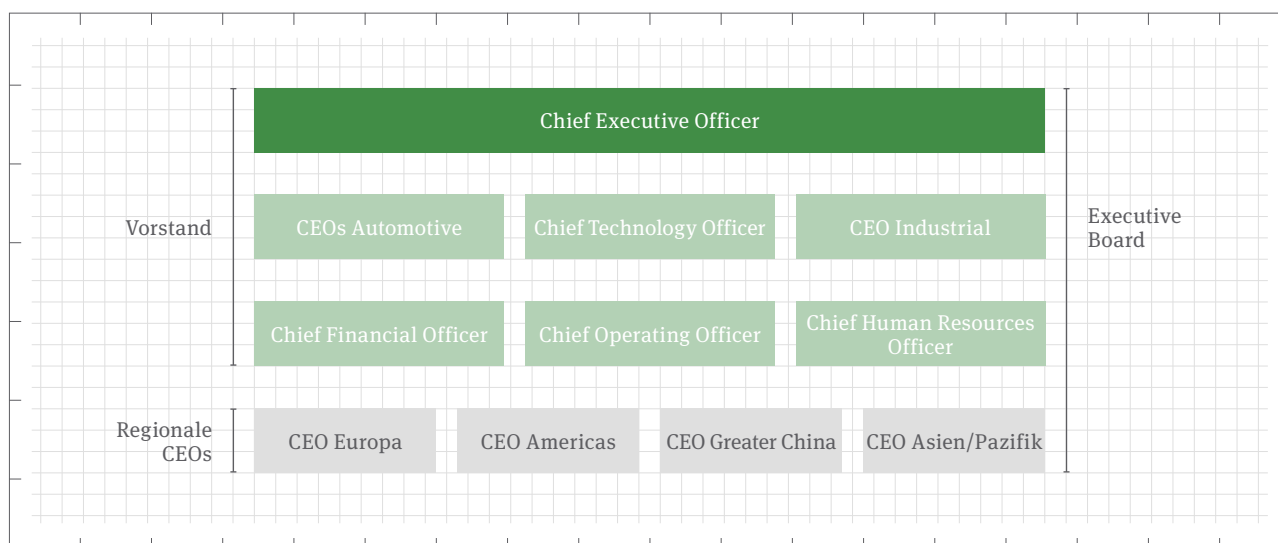 Chief Executive Officer
Vorstand
CEOs Automotive
Chief Technology Officer
CEO Industrial
Executive
Board
Chief Financial Officer
Chief Operating Officer
Chief Human Resources
Officer
Regionale
CEOs
CEO Europa
CEO Americas
CEO Greater China
CEO Asien/Pazifik